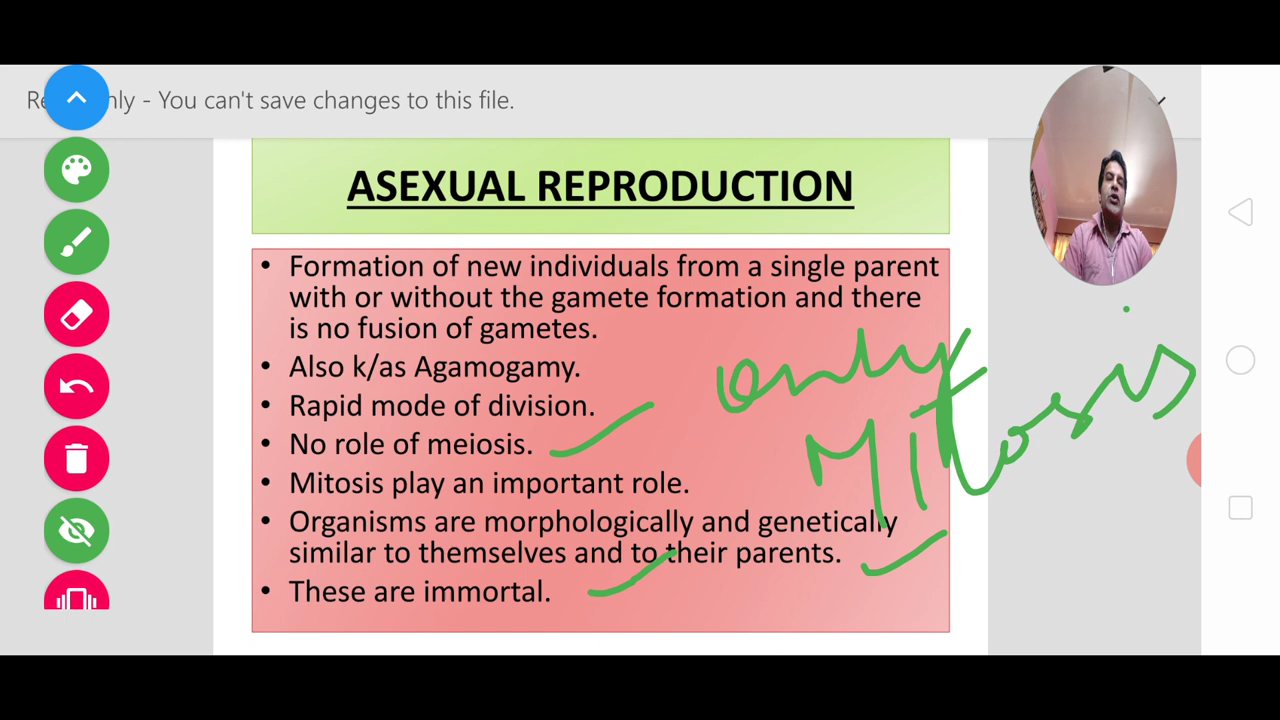 Re nly - You can't save changes to this file.
ASEXUAL REPRODUCTION
• Formation of new individuals from a single parent
with or without the gamete formation and there
is no fusion of gametes.
• Also k/as Agamogamy.
• Rapid mode of division.
• No role of meiosis.
• Mitosis play an important role.
• Organisms are morphologically and genetically
similar to themselves and to their parents.
• These are immortal.
only
Mitosis